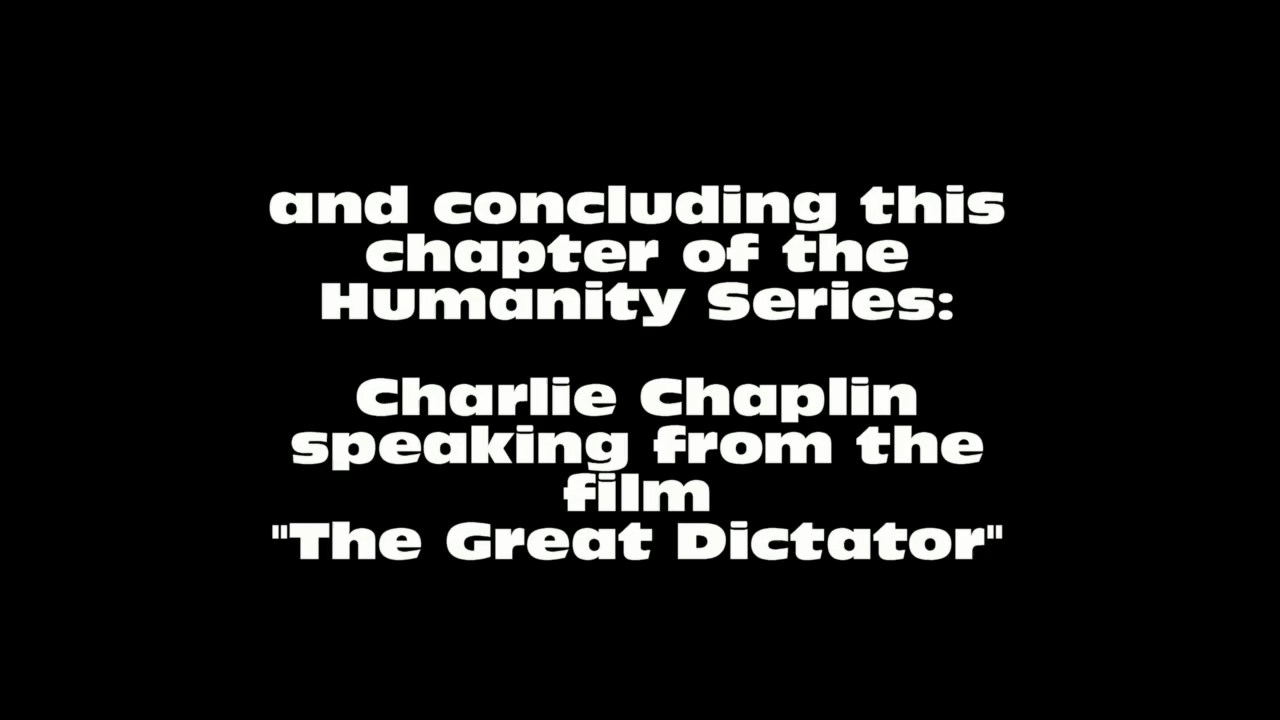 and concluding this
chapter of the
Humanity Series:
Charlie Chaplin
speaking from the
film
"The Great Dictator"